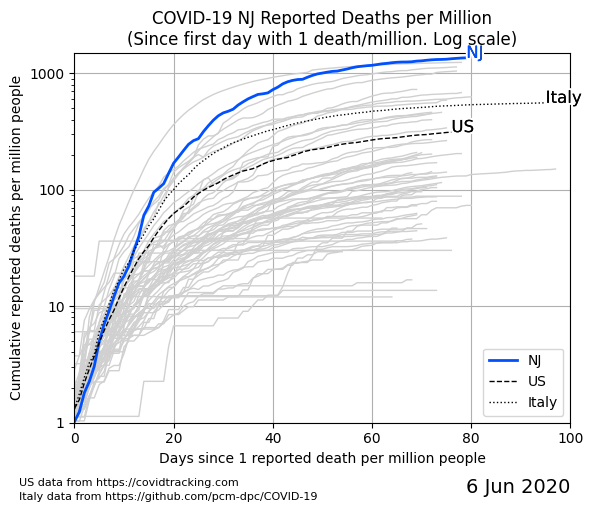 COVID-19 NJ Reported Deaths per Million
(Since first day with 1 death/million. Log scale)
NJ
Italy
US
1000
100
10
1
Cumulative reported deaths per million people
NJ
US
Italy
0
20
40
60
80
100
Days since 1 reported death per million people
US data from https://covidtracking.com
Italy data from https://github.com/pcm-dpc/COVID-19
6 Jun 2020